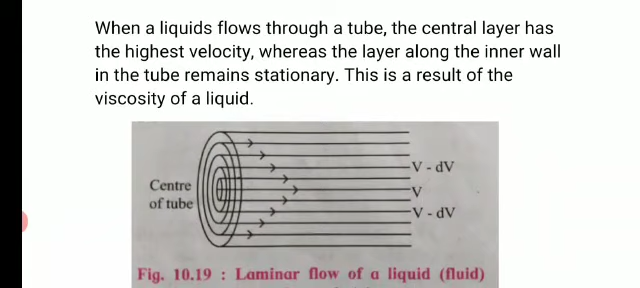 When a liquids flows through a tube, the central layer has
the highest velocity, whereas the layer along the inner wall
in the tube remains stationary. This is a result of the
viscosity of a liquid.
V - dV
Centre
of tube
V
V - dV
Fig. 10.19 : Laminar flow of a liquid (fluid)